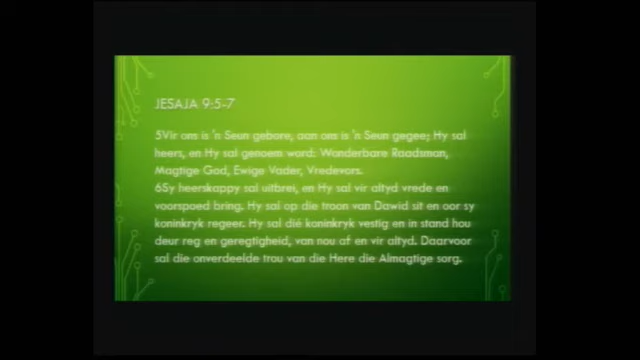 JESAJA 9:5-7
5Vir ons is 'n Seun gebore, aan ons is 'n Seun gegee; Hy sal
heers, en Hy sal genoem word: Wonderbare Raadsman,
Magtige God, Ewige Vader, Vredevors.
6Sy heerskappy sal uitbrei, en Hy sal vir altyd vrede en
voorspoed bring. Hy sal op die troon van Dawid sit en oor sy
koninkryk regeer. Hy sal dié koninkryk vestig en in stand hou
deur reg en geregtigheid, van nou af en vir altyd. Daarvoor
sal die onverdeelde trou van die Here die Almagtige sorg.